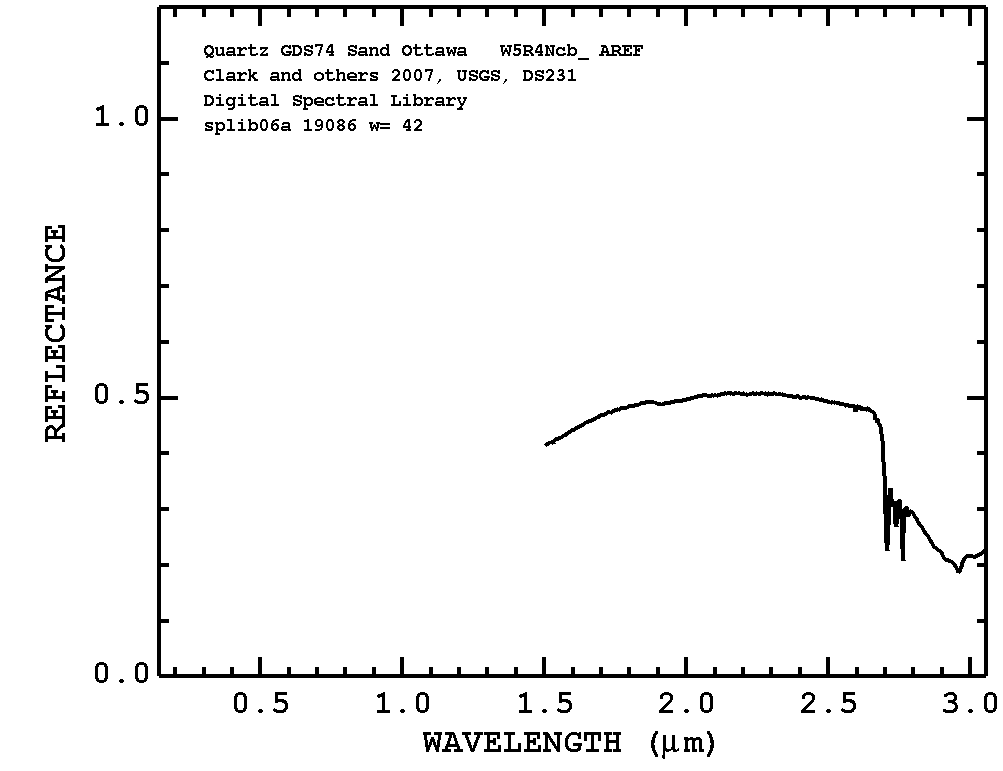 Quartz GDS74 Sand Ottawa W5R4Ncb_ AREF
Clark and others 2007, USGS, DS231
Digital Spectral Library
splib06a 19086 w= 42
1.0
0.5
0.0
REFLECTANCE
0.5 1.0 1.5 2.0 2.5 3.0
WAVELENGTH (μm)